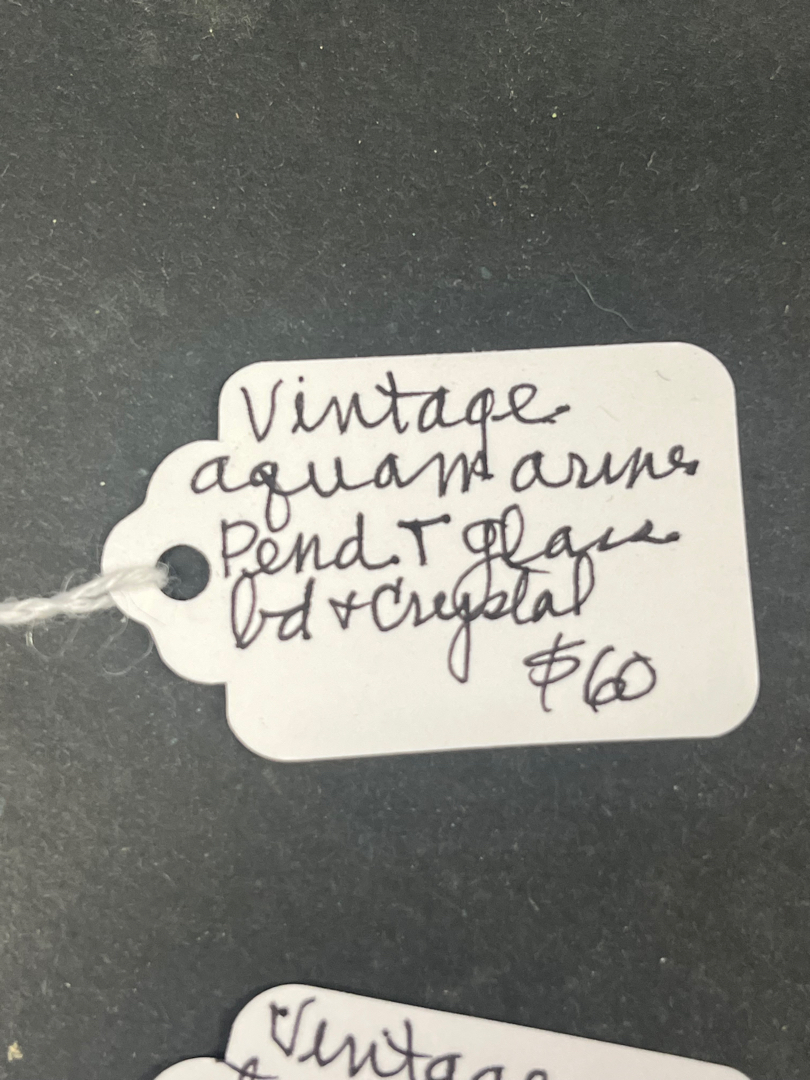 Vintage
aquamarine
Pend. + glass
bd + Crystal
$60
Vintage